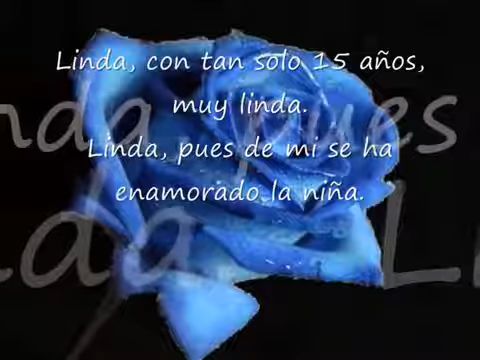 Linda, con tan solo 15 años,
muy linda.
Linda, pues de mi se ha
enamorado la niña.